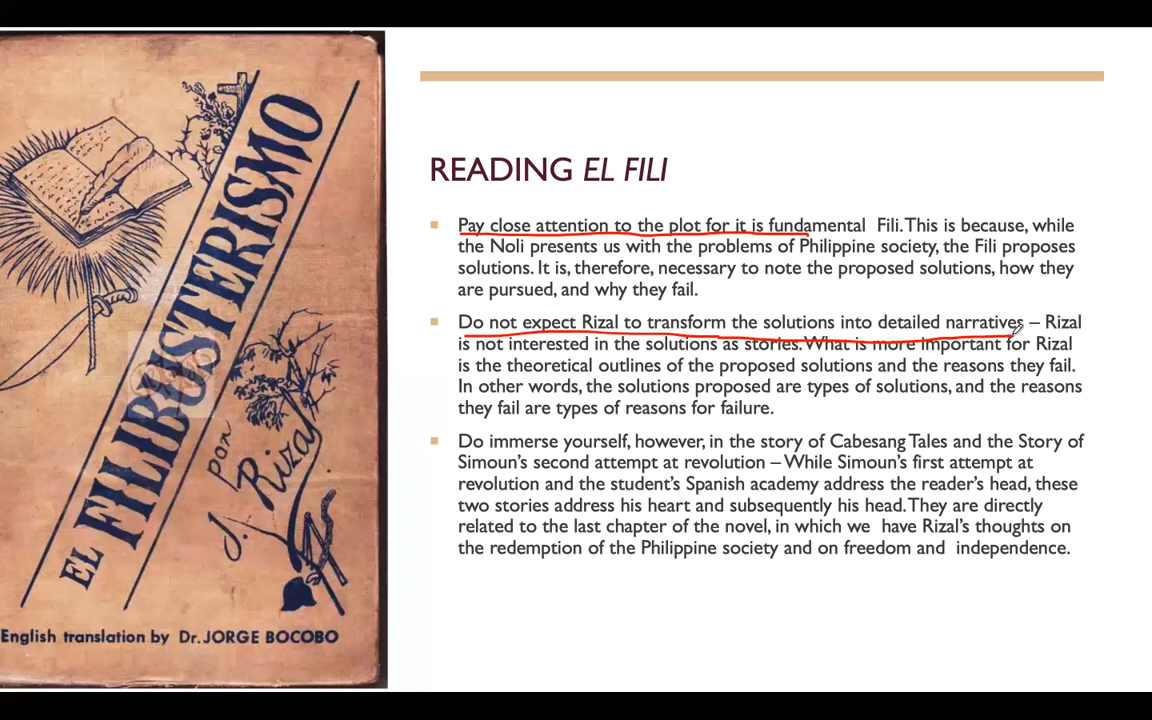 EL FILIBUSTERISMO
por
J. Rizal
English translation by Dr. JORGE BOCOBO
READING EL FILI
Pay close attention to the plot for it is fundamental Fili. This is because, while
the Noli presents us with the problems of Philippine society, the Fili proposes
solutions. It is, therefore, necessary to note the proposed solutions, how they
are pursued, and why they fail.
Do not expect Rizal to transform the solutions into detailed narratives – Rizal
is not interested in the solutions as stories. What is more important for Rizal
is the theoretical outlines of the proposed solutions and the reasons they fail.
In other words, the solutions proposed are types of solutions, and the reasons
they fail are types of reasons for failure.
Do immerse yourself, however, in the story of Cabesang Tales and the Story of
Simoun's second attempt at revolution – While Simoun's first attempt at
revolution and the student's Spanish academy address the reader's head, these
two stories address his heart and subsequently his head. They are directly
related to the last chapter of the novel, in which we have Rizal's thoughts on
the redemption of the Philippine society and on freedom and independence.